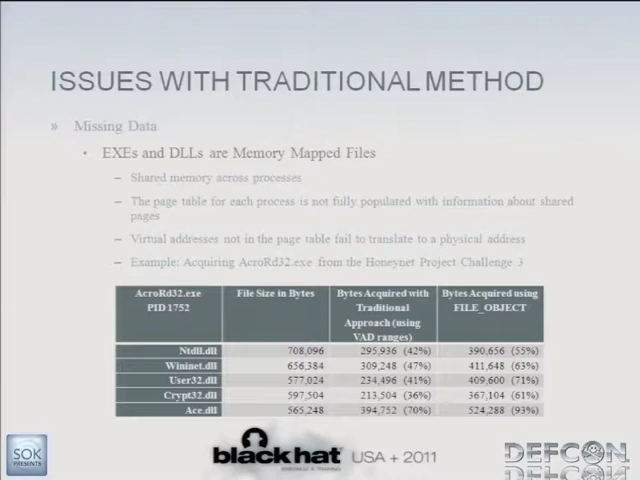 ISSUES WITH TRADITIONAL METHOD
» Missing Data
• EXEs and DLLs are Memory Mapped Files
– Shared memory across processes
– The page table for each process is not fully populated with information about shared
pages
– Virtual addresses not in the page table fail to translate to a physical address
– Example: Acquiring AcroRd32.exe from the Honeynet Project Challenge 3
AcroRd32.exe PID 1752 File Size in Bytes Bytes Acquired with Traditional Approach (using VAD ranges) Bytes Acquired using FILE_OBJECT
Ntdll.dll 708,096 295,936 (42%) 390,656 (55%)
Wininet.dll 656,384 309,248 (47%) 411,648 (63%)
User32.dll 577,024 234,496 (41%) 409,600 (71%)
Crypt32.dll 597,504 213,504 (36%) 367,104 (61%)
Ace.dll 565,248 394,752 (70%) 524,288 (93%)
SOK
PRESENTS
black hat USA + 2011
DEFCON